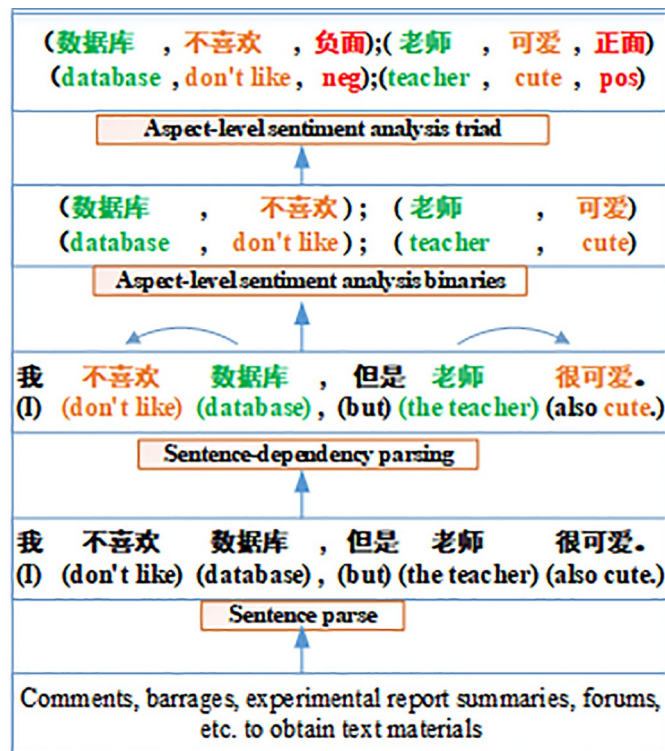 (数据库 , 不喜欢 , 负面);( 老师 , 可爱 , 正面)
(database , don't like , neg);(teacher , cute , pos)
Aspect-level sentiment analysis triad
(数据库 , 不喜欢); (老师 , 可爱)
(database , don't like); (teacher , cute)
Aspect-level sentiment analysis binaries
我 不喜欢 数据库 , 但是 老师 很可爱。
(I) (don't like) (database) , (but) (the teacher) (also cute.)
Sentence-dependency parsing
我 不喜欢 数据库 , 但是 老师 很可爱。
(I) (don't like) (database) , (but) (the teacher) (also cute.)
Sentence parse
Comments, barrages, experimental report summaries, forums,
etc. to obtain text materials